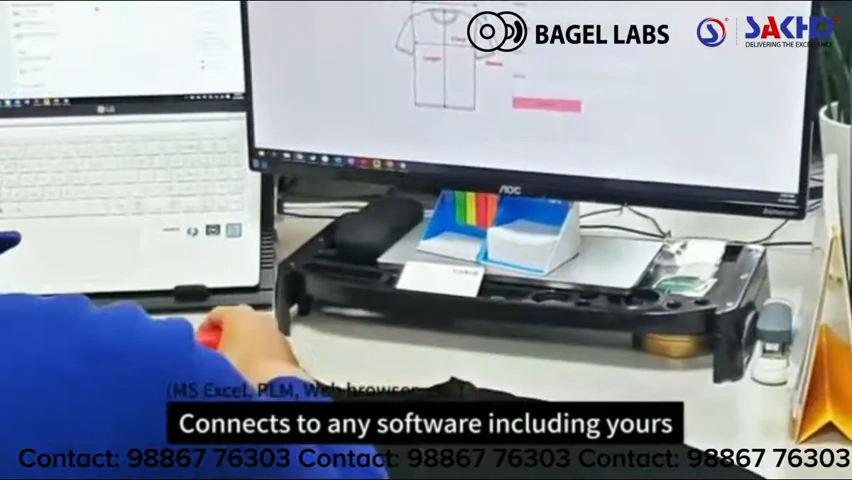 BAGEL LABS
SAKHO
DELIVERING THE EXCELLENCE
LG
Length
AOC
(MS Excel, PLM, Web browser
Connects to any software including yours
Contact: 98867 76303 Contact: 98867 76303 Contact: 98867 76303